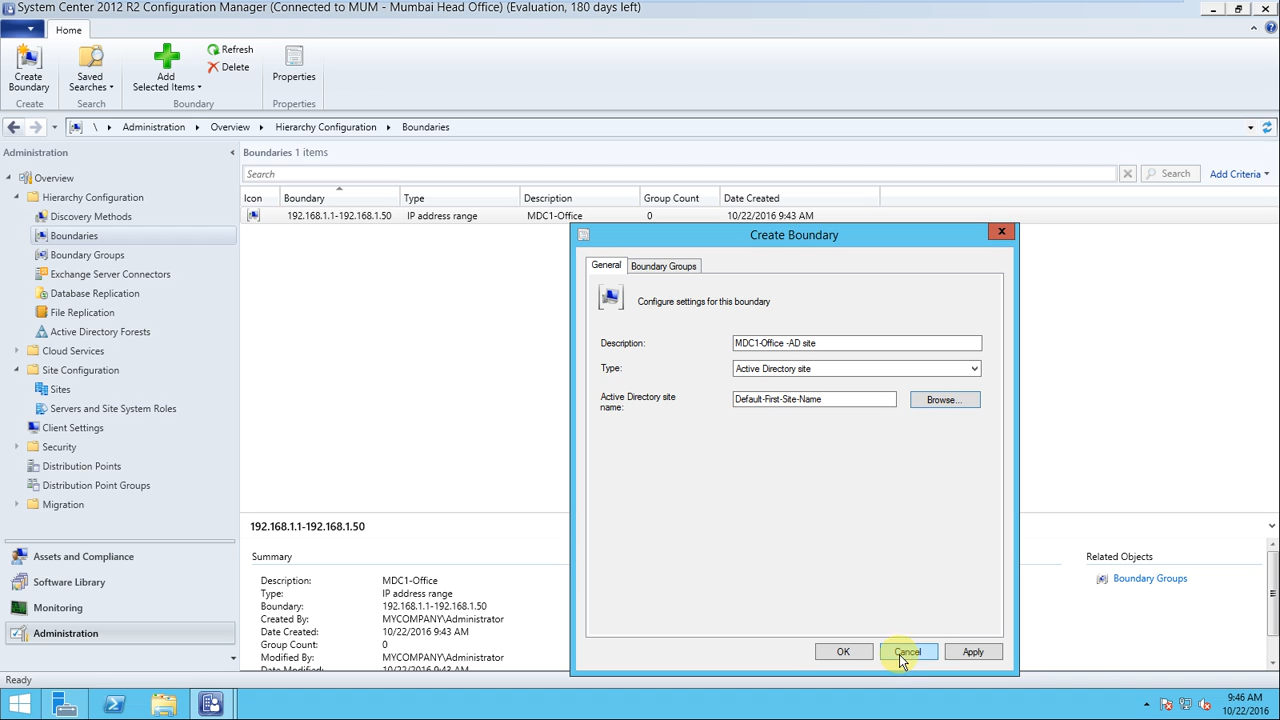 System Center 2012 R2 Configuration Manager (Connected to MUM - Mumbai Head Office) (Evaluation, 180 days left)
Home
Create Boundary
Saved Searches
Add Selected Items
Refresh
Delete
Properties
Create
Search
Boundary
Properties
\ Administration Overview Hierarchy Configuration Boundaries
Administration
Overview
Hierarchy Configuration
Discovery Methods
Boundaries
Boundary Groups
Exchange Server Connectors
Database Replication
File Replication
Active Directory Forests
Cloud Services
Site Configuration
Sites
Servers and Site System Roles
Client Settings
Security
Distribution Points
Distribution Point Groups
Migration
Assets and Compliance
Software Library
Monitoring
Administration
Boundaries 1 items
Search
Search
Add Criteria
Icon Boundary Type Description Group Count Date Created
192.168.1.1-192.168.1.50 IP address range MDC1-Office 0 10/22/2016 9:43 AM
Create Boundary
General Boundary Groups
Configure settings for this boundary
Description: MDC1-Office -AD site
Type: Active Directory site
Active Directory site name: Default-First-Site-Name Browse...
OK Cancel Apply
192.168.1.1-192.168.1.50
Summary
Description: MDC1-Office
Type: IP address range
Boundary: 192.168.1.1-192.168.1.50
Created By: MYCOMPANY\Administrator
Date Created: 10/22/2016 9:43 AM
Group Count: 0
Modified By: MYCOMPANY\Administrator
Date Modified: 10/22/2016 9:43 AM
Related Objects
Boundary Groups
Ready
9:46 AM
10/22/2016